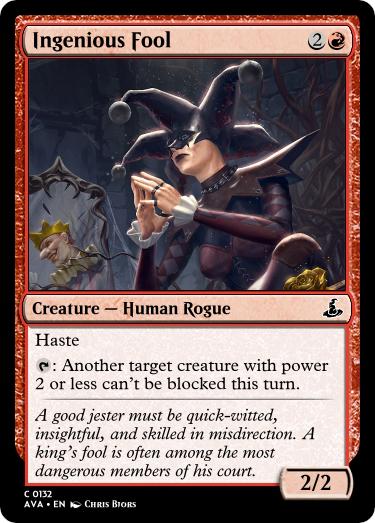 Ingenious Fool 2
Creature — Human Rogue
Haste
: Another target creature with power
2 or less can't be blocked this turn.
A good jester must be quick-witted,
insightful, and skilled in misdirection. A
king's fool is often among the most
dangerous members of his court.
2/2
C 0132
AVA • EN Chris Bjors